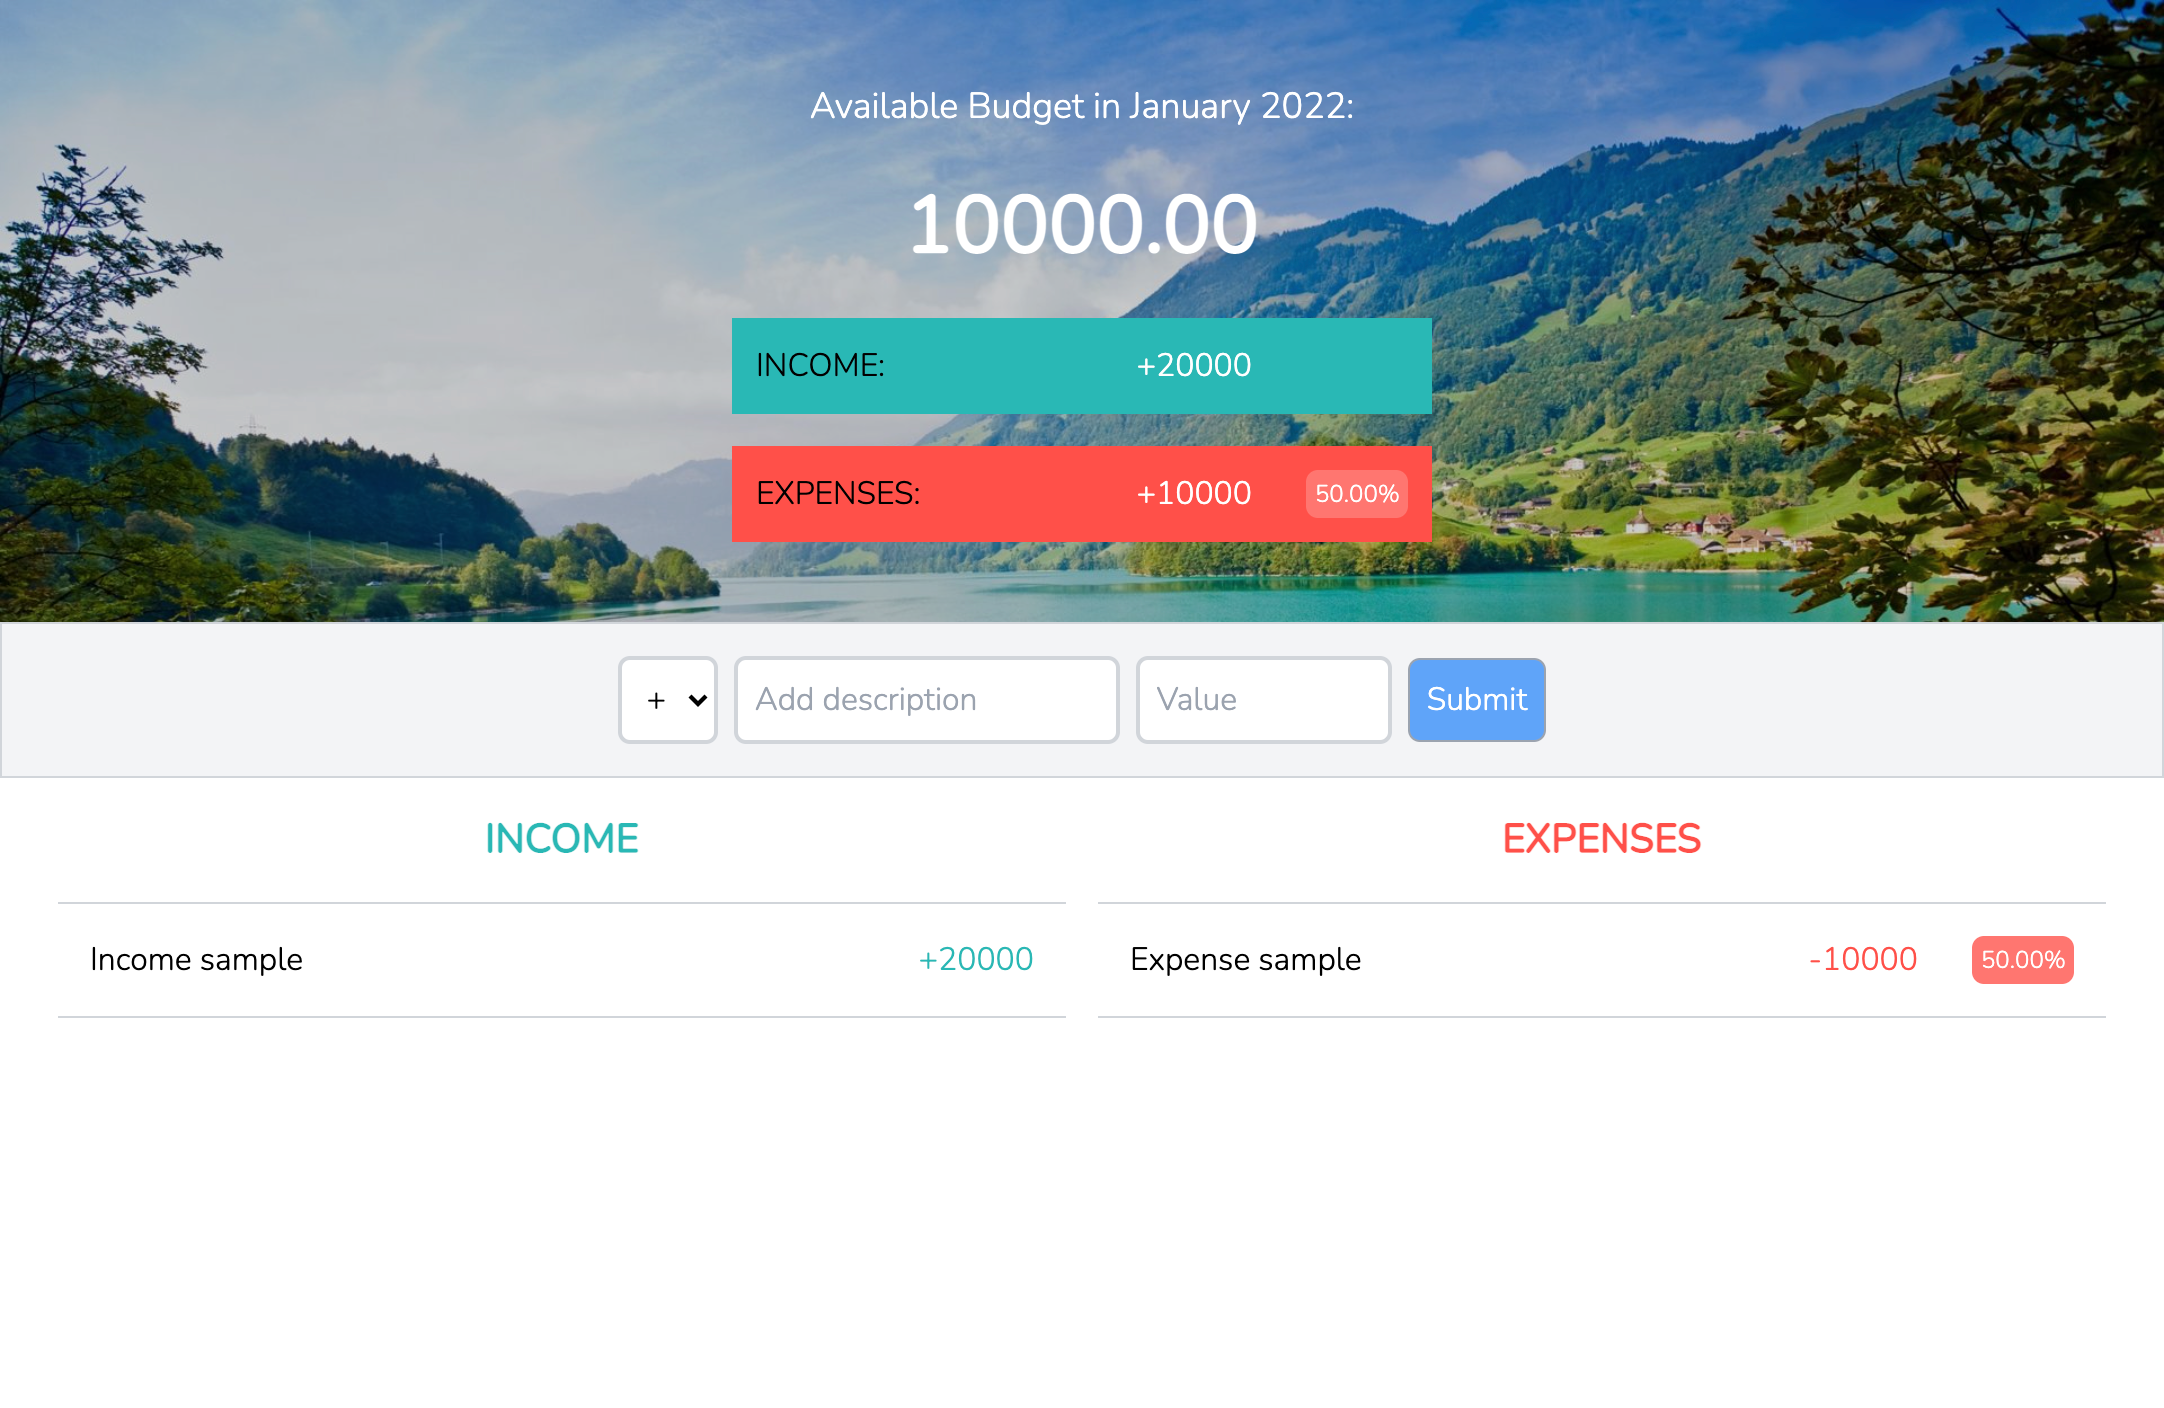 Available Budget in January 2022:
10000.00
INCOME: +20000
EXPENSES: +10000 50.00%
+ Add description Value Submit
INCOME EXPENSES
Income sample +20000 Expense sample -10000 50.00%